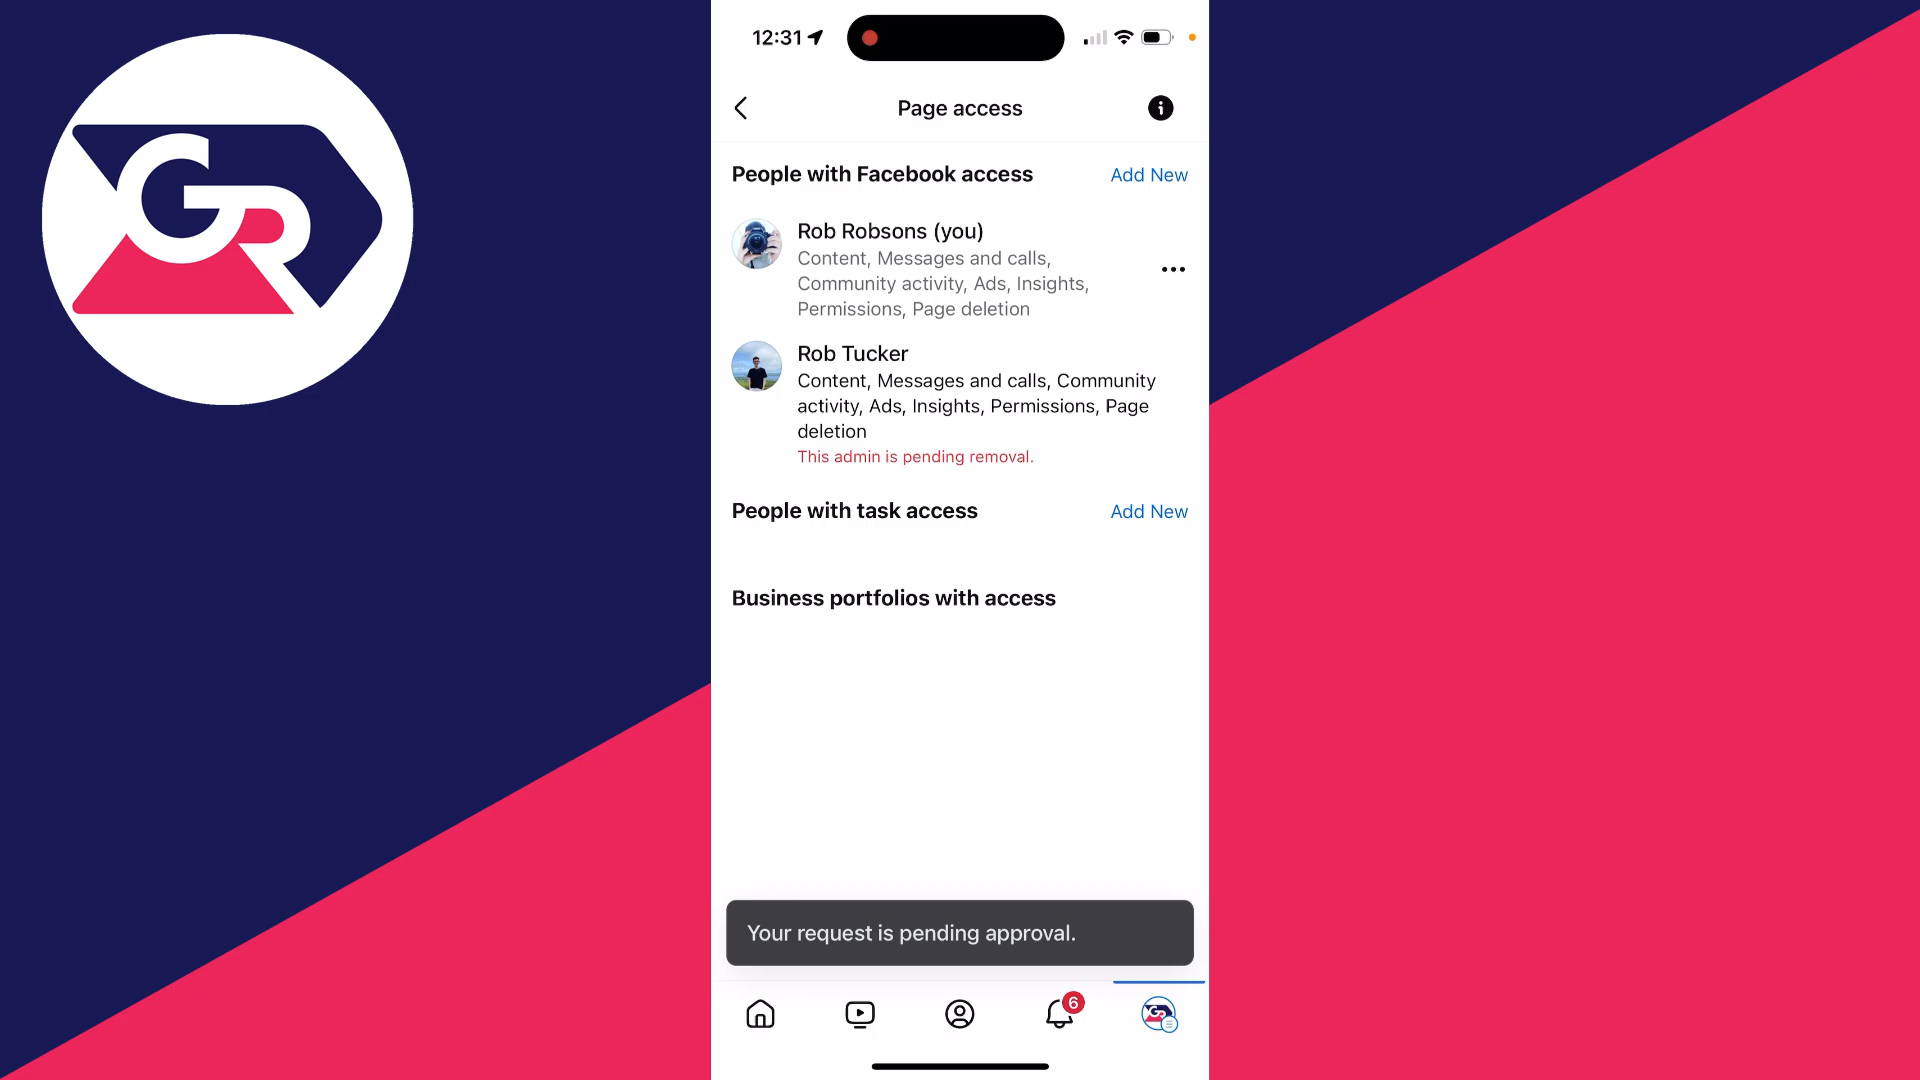 GR
12:31
Page access
People with Facebook access
Add New
Rob Robsons (you)
Content, Messages and calls,
Community activity, Ads, Insights,
Permissions, Page deletion
Rob Tucker
Content, Messages and calls, Community
activity, Ads, Insights, Permissions, Page
deletion
This admin is pending removal.
People with task access
Add New
Business portfolios with access
Your request is pending approval.
6
GR